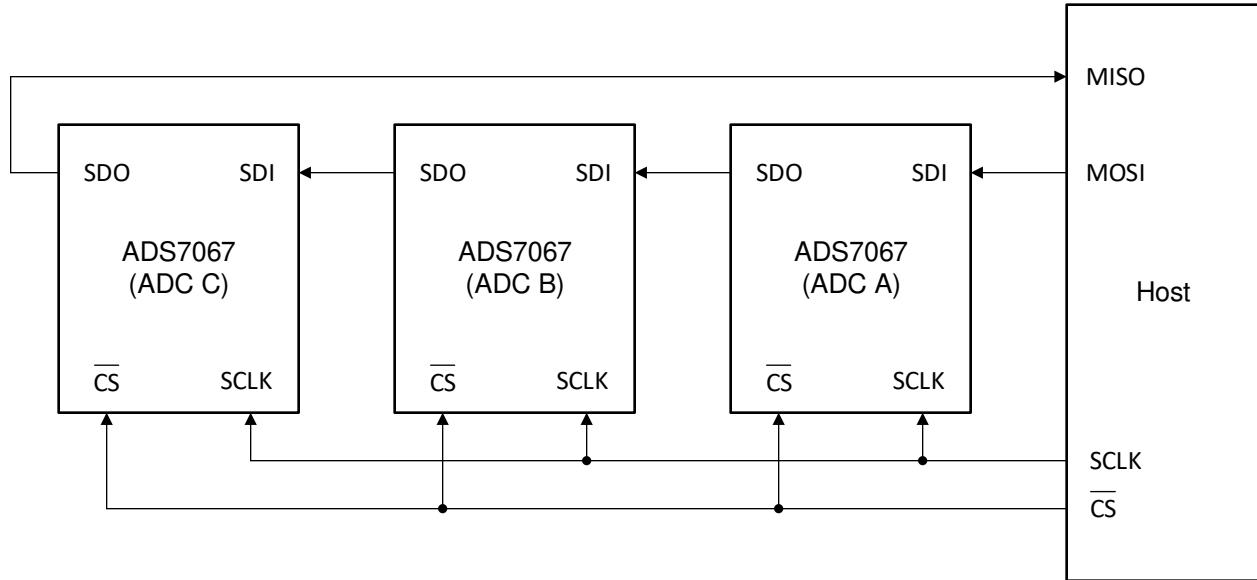 MISO
SDO SDI SDO SDI SDO SDI MOSI
ADS7067 ADS7067 ADS7067
(ADC C) (ADC B) (ADC A)
Host
CS SCLK CS SCLK CS SCLK
SCLK
CS